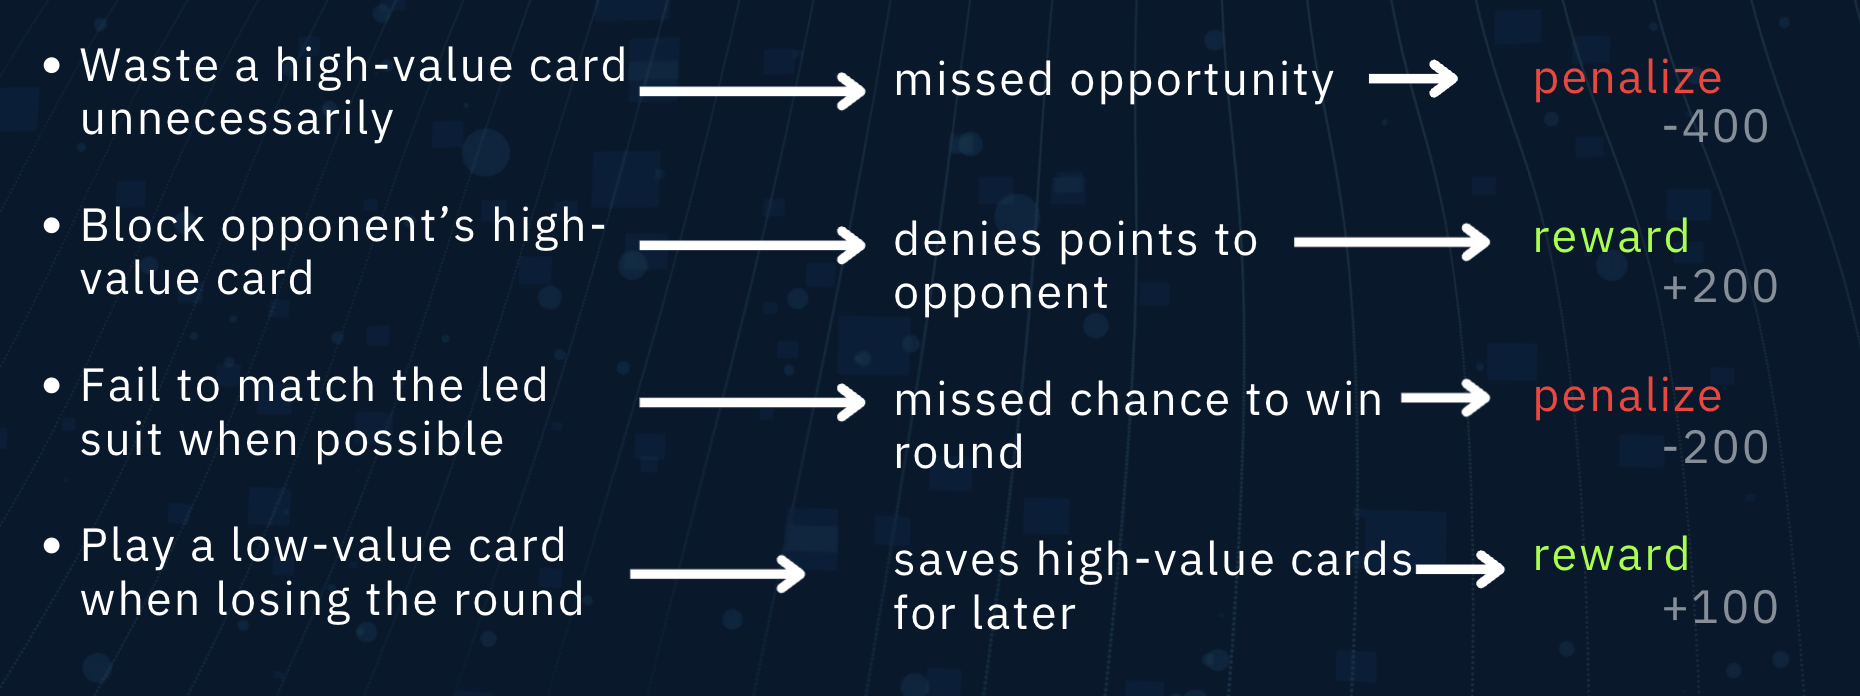 • Waste a high-value card
unnecessarily
missed opportunity
penalize
-400
• Block opponent’s high-
value card
denies points to
opponent
reward
+200
• Fail to match the led
suit when possible
missed chance to win
round
penalize
-200
• Play a low-value card
when losing the round
saves high-value cards
for later
reward
+100